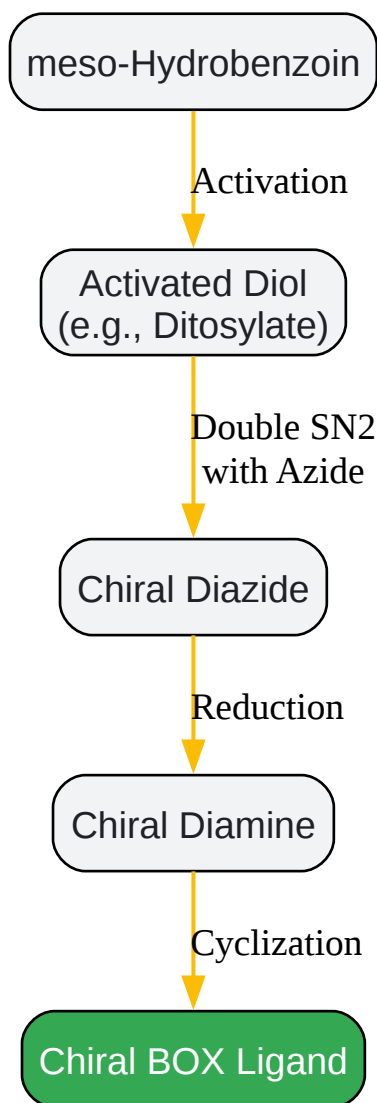 meso-Hydrobenzoin
Activation
Activated Diol
(e.g., Ditosylate)
Double SN2
with Azide
Chiral Diazide
Reduction
Chiral Diamine
Cyclization
Chiral BOX Ligand